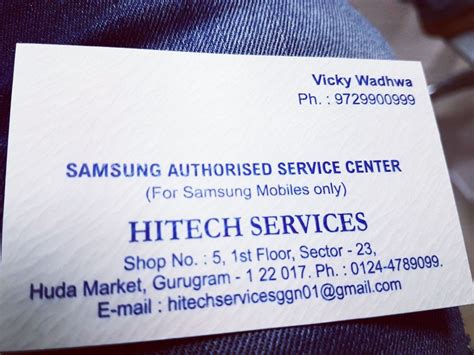 Vicky Wadhwa
Ph. : 9729900999
SAMSUNG AUTHORISED SERVICE CENTER
(For Samsung Mobiles only)
HITECH SERVICES
Shop No. : 5, 1st Floor, Sector - 23,
Huda Market, Gurugram - 1 22 017. Ph. : 0124-4789099.
E-mail : hitechservicesggn01@gmail.com